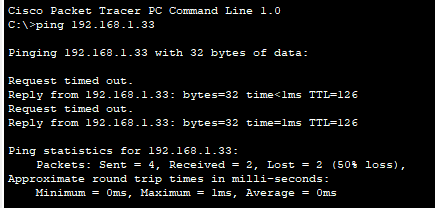 Cisco Packet Tracer PC Command Line 1.0
C:\>ping 192.168.1.33
Pinging 192.168.1.33 with 32 bytes of data:
Request timed out.
Reply from 192.168.1.33: bytes=32 time<1ms TTL=126
Request timed out.
Reply from 192.168.1.33: bytes=32 time=1ms TTL=126
Ping statistics for 192.168.1.33:
Packets: Sent = 4, Received = 2, Lost = 2 (50% loss),
Approximate round trip times in milli-seconds:
Minimum = 0ms, Maximum = 1ms, Average = 0ms